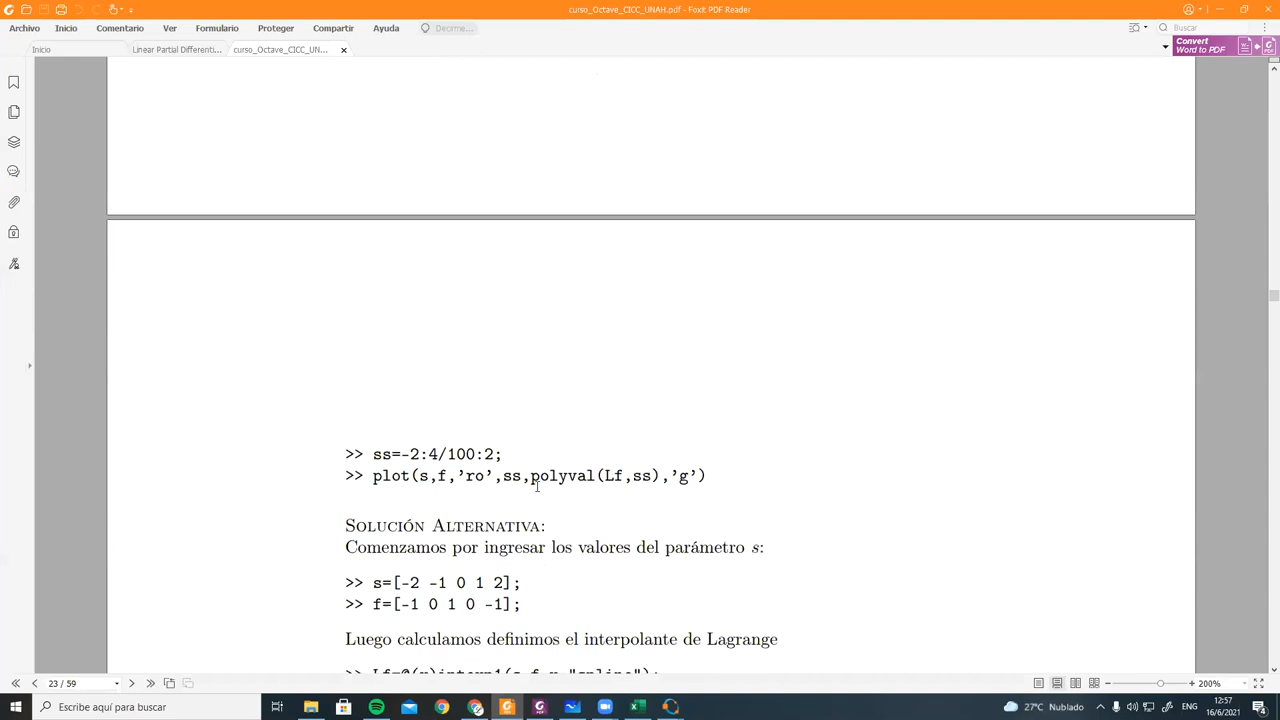 curso_Octave_CICC_UNAH.pdf - Foxit PDF Reader
Archivo Inicio Comentario Ver Formulario Proteger Compartir Ayuda Decirme... Buscar
Inicio Linear Partial Differenti... curso_Octave_CICC_UN...
Convert
Word to PDF
>> ss=-2:4/100:2;
>> plot(s,f,'ro',ss,polyval(Lf,ss),'g')
Solución Alternativa:
Comenzamos por ingresar los valores del parámetro s:
>> s=[-2 -1 0 1 2];
>> f=[-1 0 1 0 -1];
Luego calculamos definimos el interpolante de Lagrange
23 / 59
200%
Escribe aquí para buscar
27°C Nublado
ENG
12:57
16/6/2021